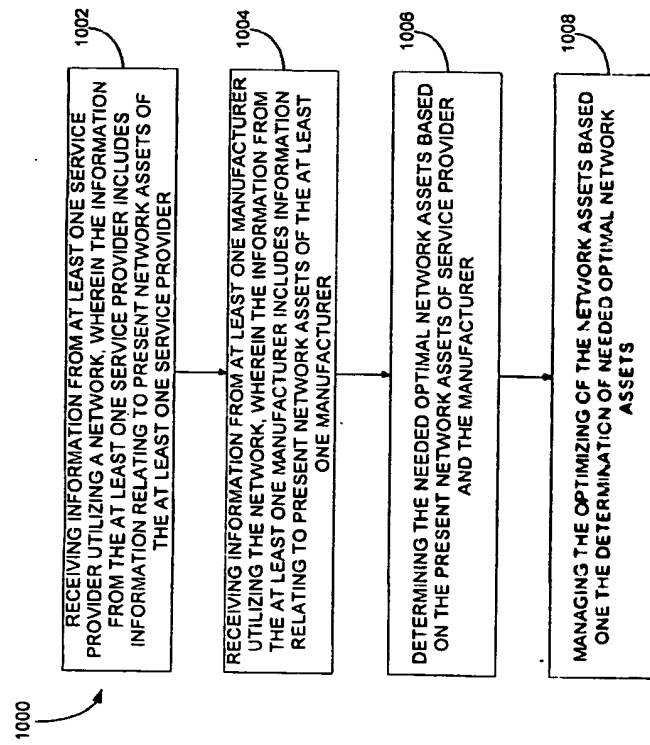 1000
1002
RECEIVING INFORMATION FROM AT LEAST ONE SERVICE
PROVIDER UTILIZING A NETWORK, WHEREIN THE INFORMATION
FROM THE AT LEAST ONE SERVICE PROVIDER INCLUDES
INFORMATION RELATING TO PRESENT NETWORK ASSETS OF
THE AT LEAST ONE SERVICE PROVIDER
1004
RECEIVING INFORMATION FROM AT LEAST ONE MANUFACTURER
UTILIZING THE NETWORK, WHEREIN THE INFORMATION FROM
THE AT LEAST ONE MANUFACTURER INCLUDES INFORMATION
RELATING TO PRESENT NETWORK ASSETS OF THE AT LEAST
ONE MANUFACTURER
1006
DETERMINING THE NEEDED OPTIMAL NETWORK ASSETS BASED
ON THE PRESENT NETWORK ASSETS OF SERVICE PROVIDER
AND THE MANUFACTURER
1008
MANAGING THE OPTIMIZING OF THE NETWORK ASSETS BASED
ONE THE DETERMINATION OF NEEDED OPTIMAL NETWORK
ASSETS